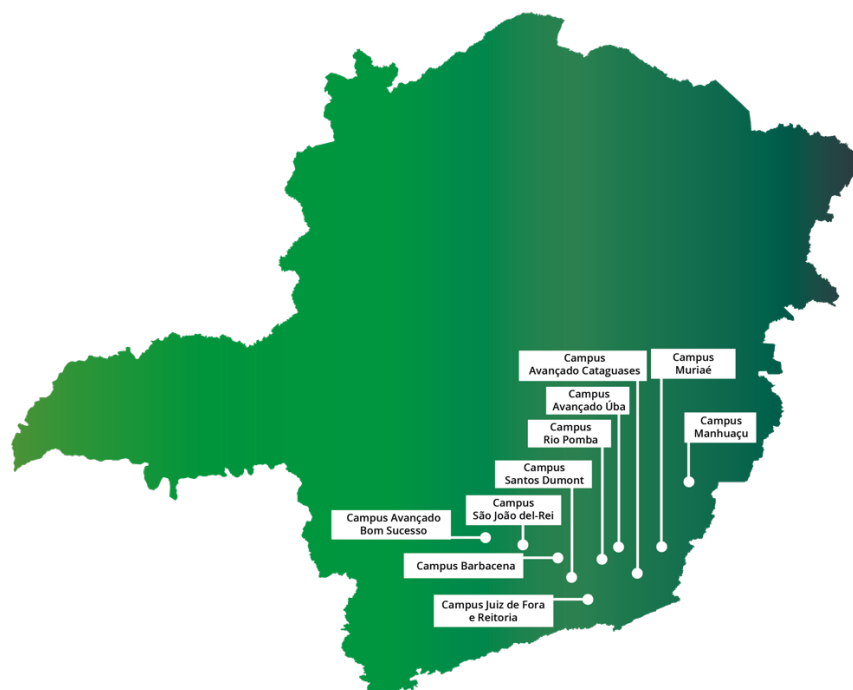 Campus
Avançado Cataguases
Campus
Muriaé
Campus
Avançado Úba
Campus
Rio Pomba
Campus
Manhuaçu
Campus
Santos Dumont
Campus
São João del-Rei
Campus Avançado
Bom Sucesso
Campus Barbacena
Campus Juiz de Fora
e Reitoria